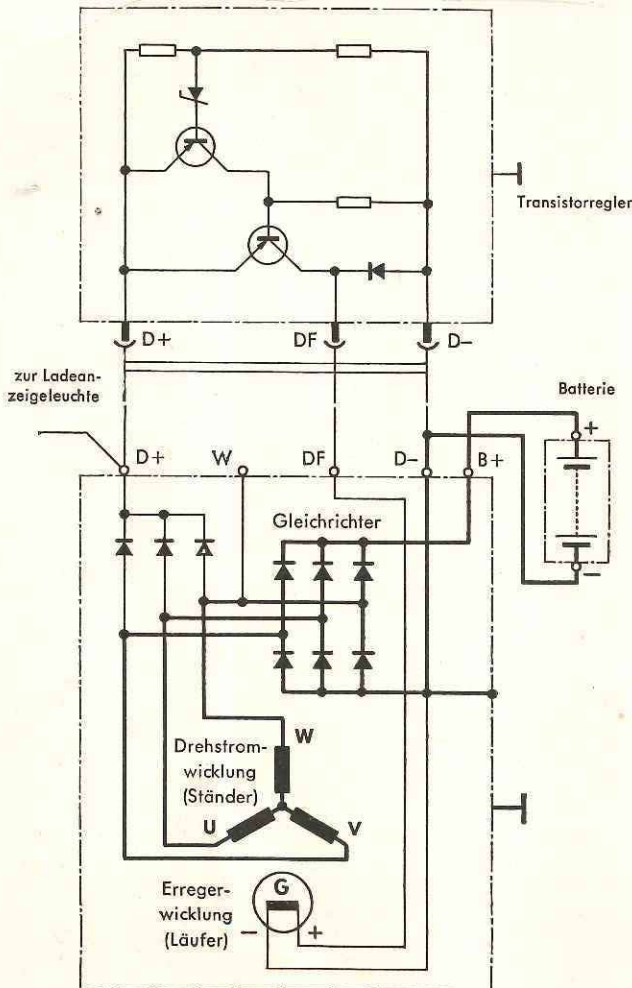 Transistorregler
D+
DF
D−
zur Ladean-
zeigeleuchte
Batterie
+
−
D+
W
DF
D−
B+
Gleichrichter
W
Drehstrom-
wicklung
(Ständer)
U
V
Erreger-
wicklung
(Läufer)
G
−
+